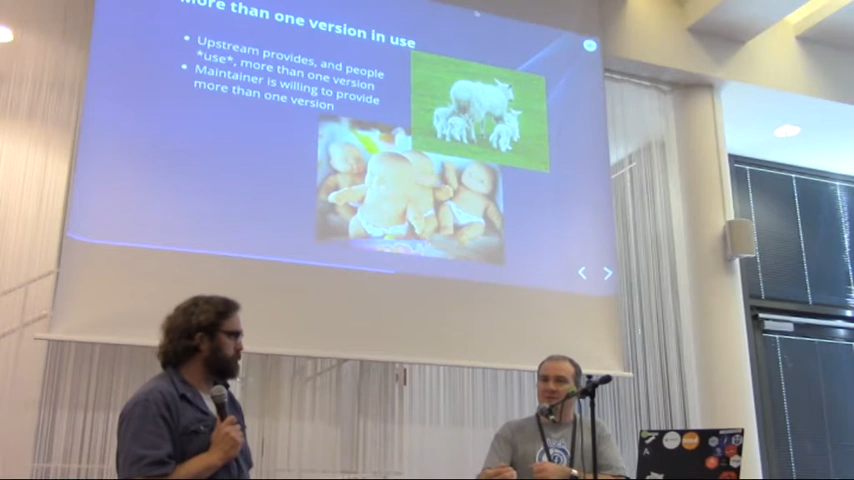 More than one version in use
• Upstream provides, and people
*use*, more than one version
• Maintainer is willing to provide
more than one version